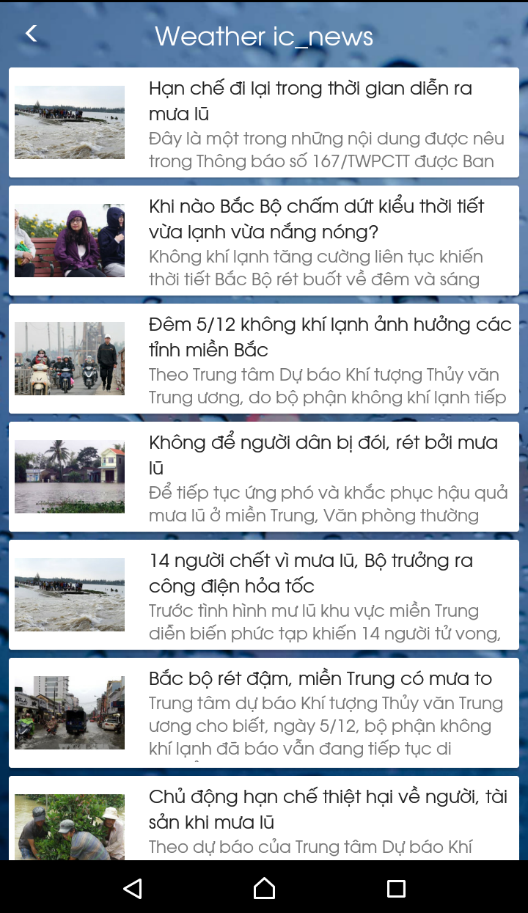 Weather ic_news
Hạn chế đi lại trong thời gian diễn ra
mưa lũ
Đây là một trong những nội dung được nêu
trong Thông báo số 167/TWPCTT được Ban
Khi nào Bắc Bộ chấm dứt kiểu thời tiết
vừa lạnh vừa nắng nóng?
Không khí lạnh tăng cường liên tục khiến
thời tiết Bắc Bộ rét buốt về đêm và sáng
Đêm 5/12 không khí lạnh ảnh hưởng các
tỉnh miền Bắc
Theo Trung tâm Dự báo Khí tượng Thủy văn
Trung ương, do bộ phận không khí lạnh tiếp
Không để người dân bị đói, rét bởi mưa
lũ
Để tiếp tục ứng phó và khắc phục hậu quả
mưa lũ ở miền Trung, Văn phòng thường
14 người chết vì mưa lũ, Bộ trưởng ra
công điện hỏa tốc
Trước tình hình mư lũ khu vực miền Trung
diễn biến phức tạp khiến 14 người tử vong,
Bắc bộ rét đậm, miền Trung có mưa to
Trung tâm dự báo Khí tượng Thủy văn Trung
ương cho biết, ngày 5/12, bộ phận không
khí lạnh đã báo vẫn đang tiếp tục di
Chủ động hạn chế thiệt hại về người, tài
sản khi mưa lũ
Theo dự báo của Trung tâm Dự báo Khí